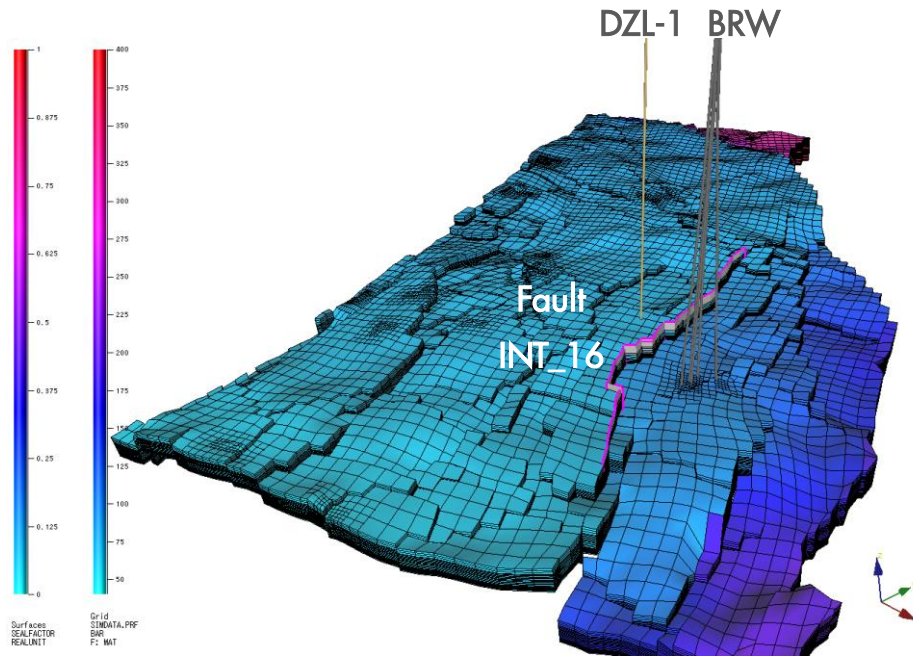 DZL-1 BRW
1
0.875
0.75
0.625
0.5
0.375
0.25
0.125
0
400
375
350
325
300
275
250
225
200
175
150
125
100
75
50
Fault
INT_16
Surfaces
SEALFACTOR
REALUNIT
Grid
SIMDATA.PRF
BAR
F: MAT